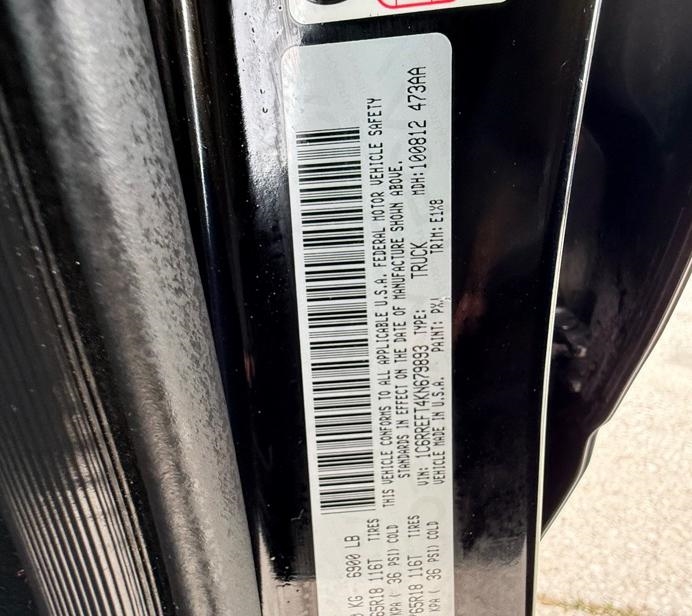 KG 6900 LB
65R18 116T TIRES
KPA ( 36 PSI) COLD
THIS VEHICLE CONFORMS TO ALL APPLICABLE U.S.A. FEDERAL MOTOR VEHICLE SAFETY
STANDARDS IN EFFECT ON THE DATE OF MANUFACTURE SHOWN ABOVE.
65R18 116T TIRES
KPA ( 36 PSI) COLD
VIN: 1C6RREFT4KN679893 TYPE: TRUCK MDH:100812 473AA
VEHICLE MADE IN U.S.A. PAINT: PXJ TRIM: E1X8